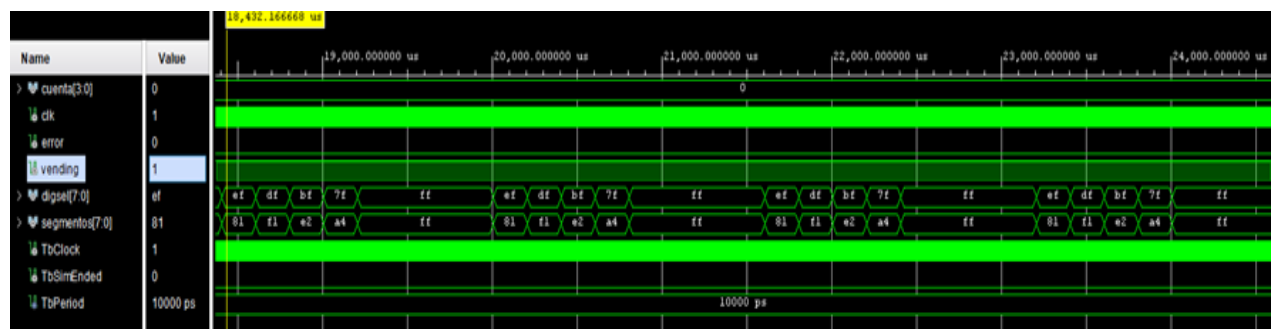 18,432.166668 us
Name Value
19,000.000000 us 20,000.000000 us 21,000.000000 us 22,000.000000 us 23,000.000000 us 24,000.000000 us
cuenta[3:0] 0 0
clk 1
error 0
vending 1
digsel[7:0] ef ef df bf 7f ff ef df bf 7f ff ef df bf 7f ff ef df bf 7f ff
segmentos[7:0] 81 81 f1 e2 a4 ff 81 f1 e2 a4 ff 81 f1 e2 a4 ff 81 f1 e2 a4 ff
TbClock 1
TbSimEnded 0
TbPeriod 10000 ps 10000 ps